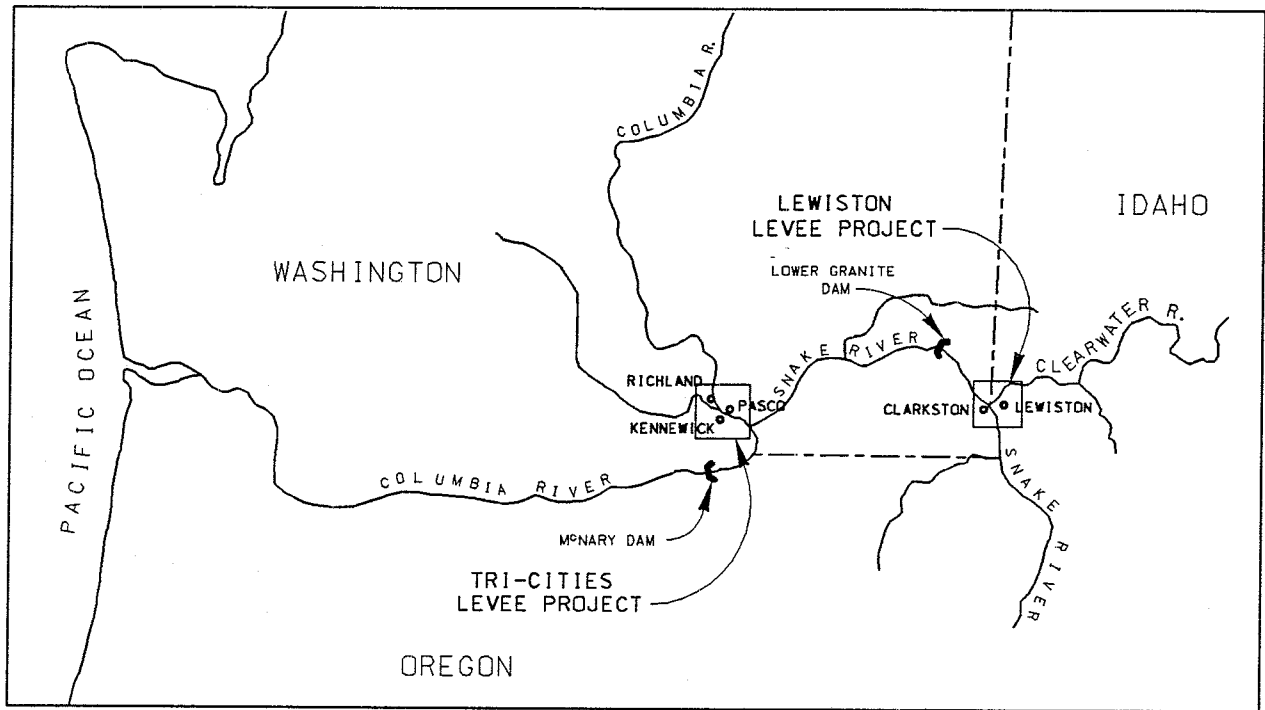 COLUMBIA R.
IDAHO
LEWISTON
LEVEE PROJECT
WASHINGTON
LOWER GRANITE
DAM
CLEARWATER R.
PACIFIC OCEAN
SNAKE RIVER
RICHLAND
PASCO
KENNEWICK
CLARKSTON
LEWISTON
COLUMBIA RIVER
SNAKE RIVER
McNARY DAM
TRI-CITIES
LEVEE PROJECT
OREGON